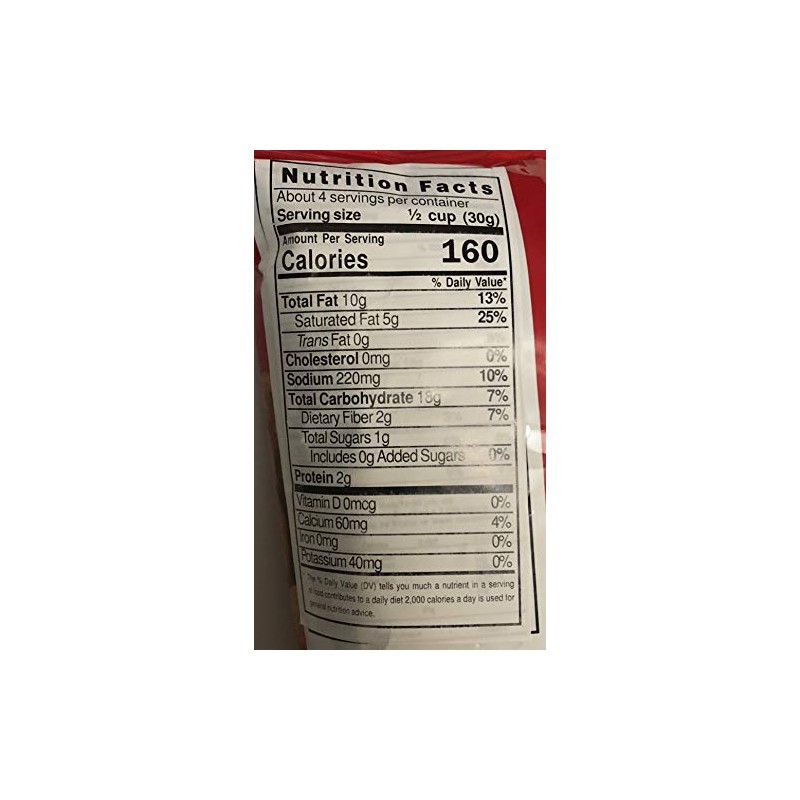 Nutrition Facts
About 4 servings per container
Serving size ½ cup (30g)
Amount Per Serving
Calories 160
% Daily Value*
Total Fat 10g 13%
Saturated Fat 5g 25%
Trans Fat 0g
Cholesterol 0mg 0%
Sodium 220mg 10%
Total Carbohydrate 18g 7%
Dietary Fiber 2g 7%
Total Sugars 1g
Includes 0g Added Sugars 0%
Protein 2g
Vitamin D 0mcg 0%
Calcium 60mg 4%
Iron 0mg 0%
Potassium 40mg 0%
The % Daily Value (DV) tells you much a nutrient in a serving
of food contributes to a daily diet 2,000 calories a day is used for
general nutrition advice.